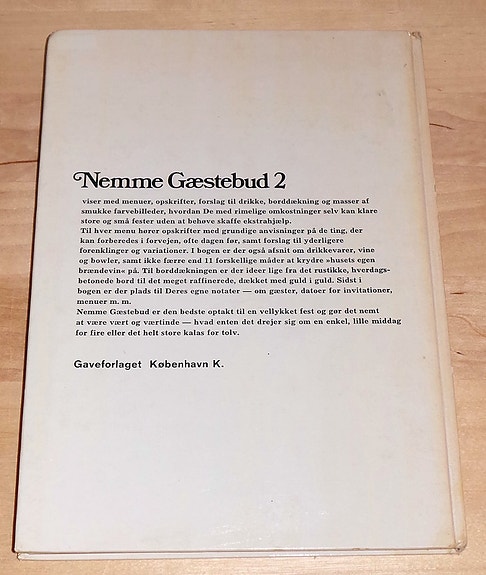 Nemme Gæstebud 2
viser med menuer, opskrifter, forslag til drikke, borddækning og masser af
smukke farvebilleder, hvordan De med rimelige omkostninger selv kan klare
store og små fester uden at behøve skaffe ekstrahjælp.
Til hver menu hører opskrifter med grundige anvisninger på de ting, der
kan forberedes i forvejen, ofte dagen før, samt forslag til yderligere
forenklinger og variationer. I bogen er der også afsnit om drikkevarer, vine
og bowler, samt ikke færre end 11 forskellige måder at krydre »husets egen
brændevin« på. Til borddækningen er der ideer lige fra det rustikke, hverdags-
betonede bord til det meget raffinerede, dækket med guld i guld. Sidst i
bogen er der plads til Deres egne notater — om gæster, datoer for invitationer,
menuer m. m.
Nemme Gæstebud er den bedste optakt til en vellykket fest og gør det nemt
at være vært og værtinde — hvad enten det drejer sig om en enkel, lille middag
for fire eller det helt store kalas for tolv.
Gaveforlaget København K.